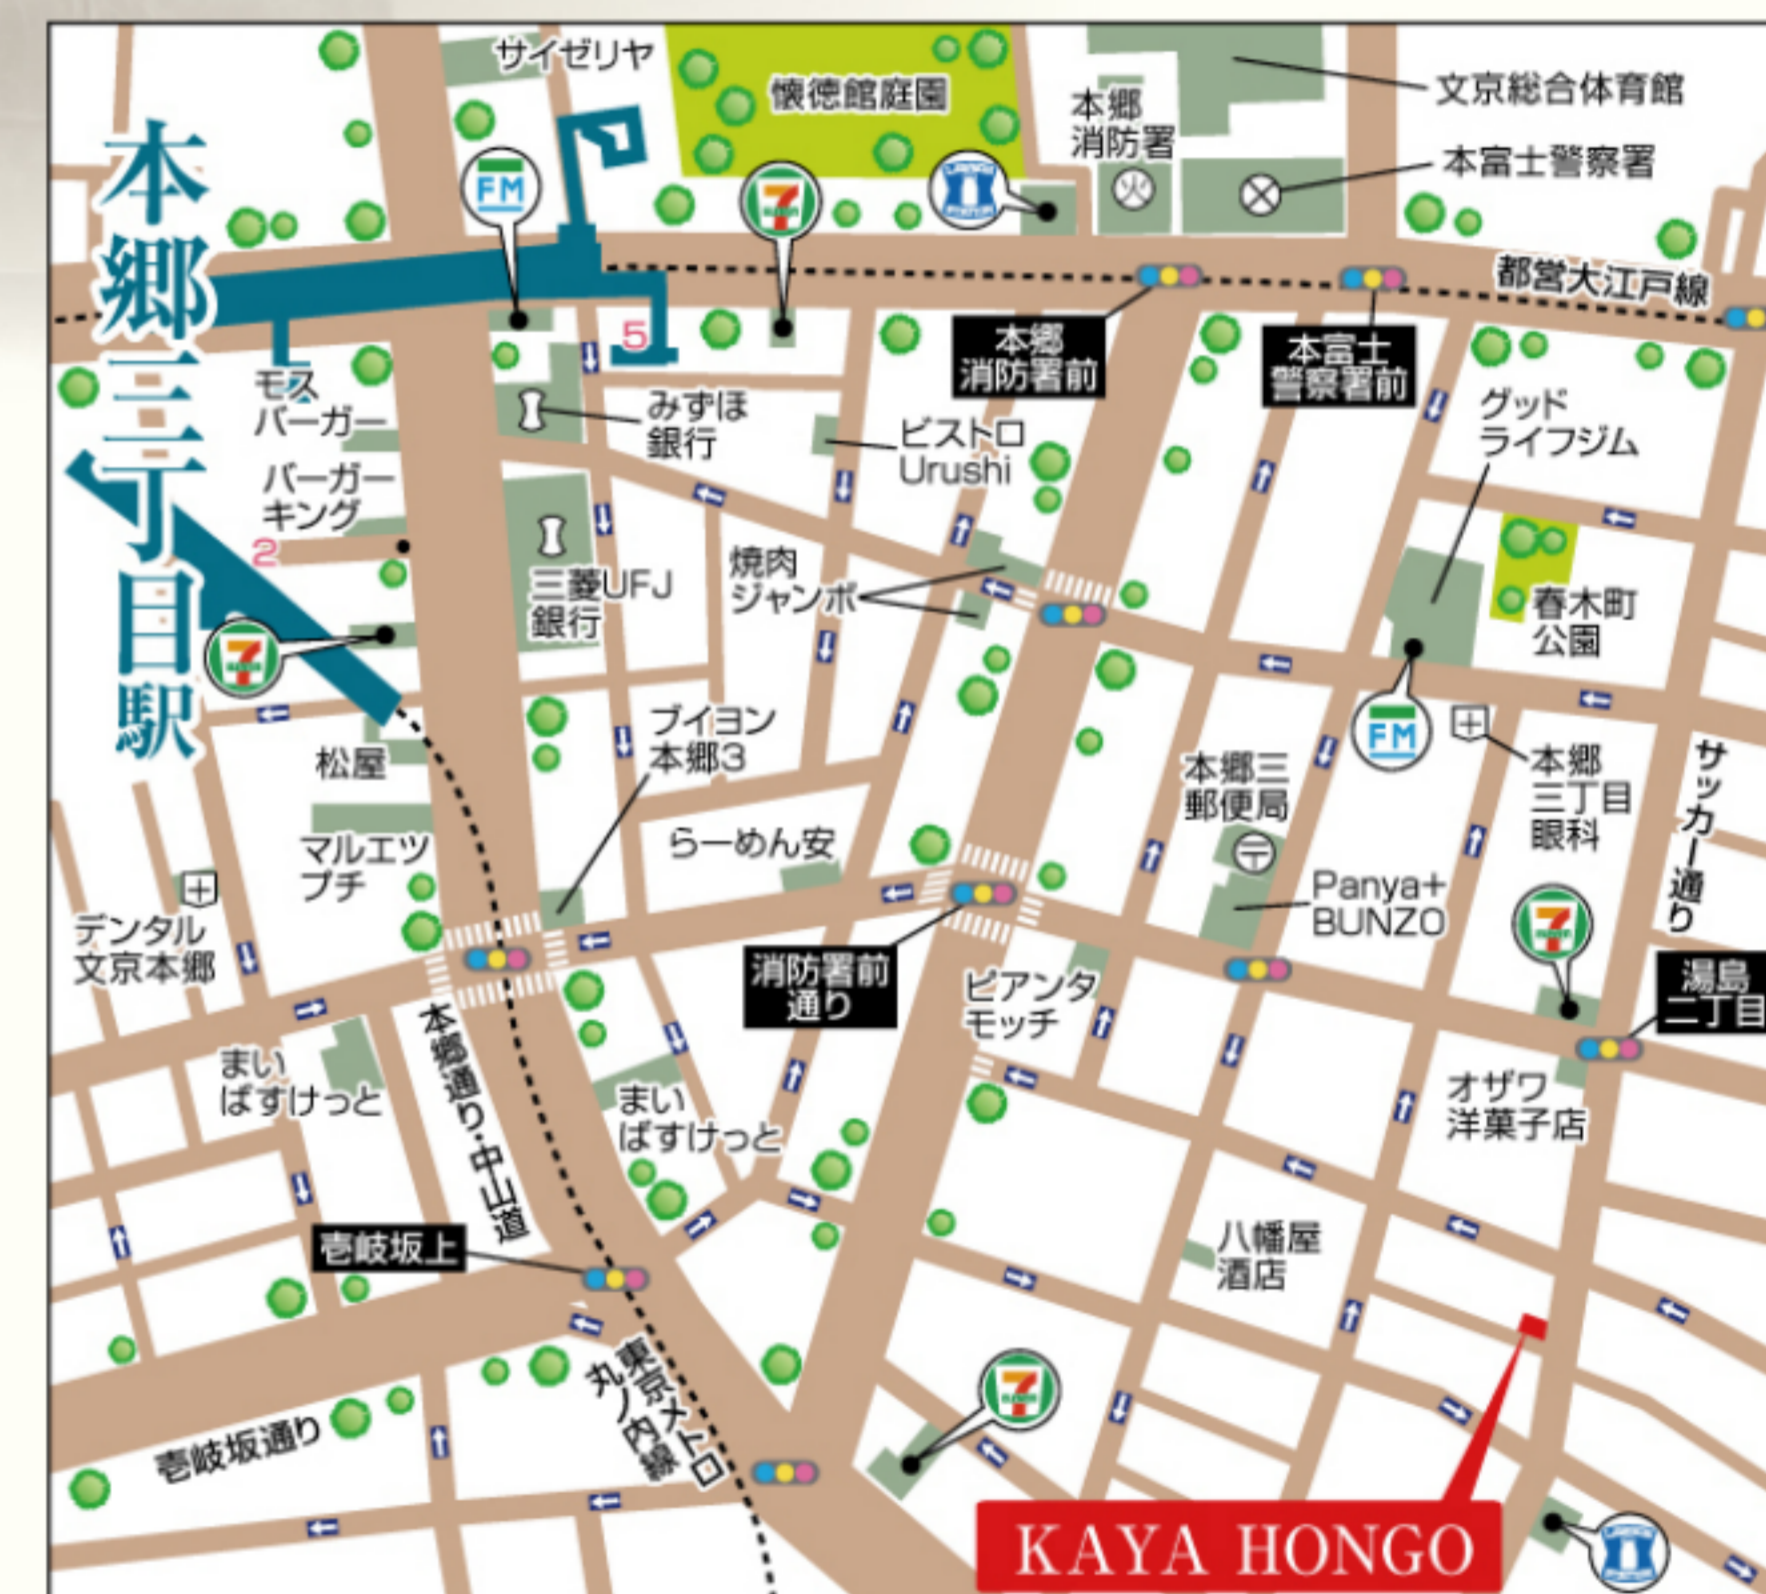 サイゼリヤ
懐徳館庭園
本郷
消防署
火
文京総合体育館
本富士警察署
本郷三丁目駅
FM
7
都営大江戸線
5
本郷
消防署前
本富士
警察署前
モス
バーガー
みずほ
銀行
ビストロ
Urushi
グッド
ライフジム
バーガー
キング
2
三菱UFJ
銀行
焼肉
ジャンボ
春木町
公園
7
松屋
ブイヨン
本郷3
FM
本郷三
郵便局
本郷
三丁目
眼科
サッカー通り
マルエツ
プチ
らーめん安
Panya+
BUNZO
7
デンタル
文京本郷
消防署前
通り
ピアンタ
モッチ
湯島
二丁目
本郷通り・中山道
まい
ばすけっと
まい
ばすけっと
オザワ
洋菓子店
壱岐坂上
八幡屋
酒店
東京メトロ
丸ノ内線
壱岐坂通り
7
KAYA HONGO